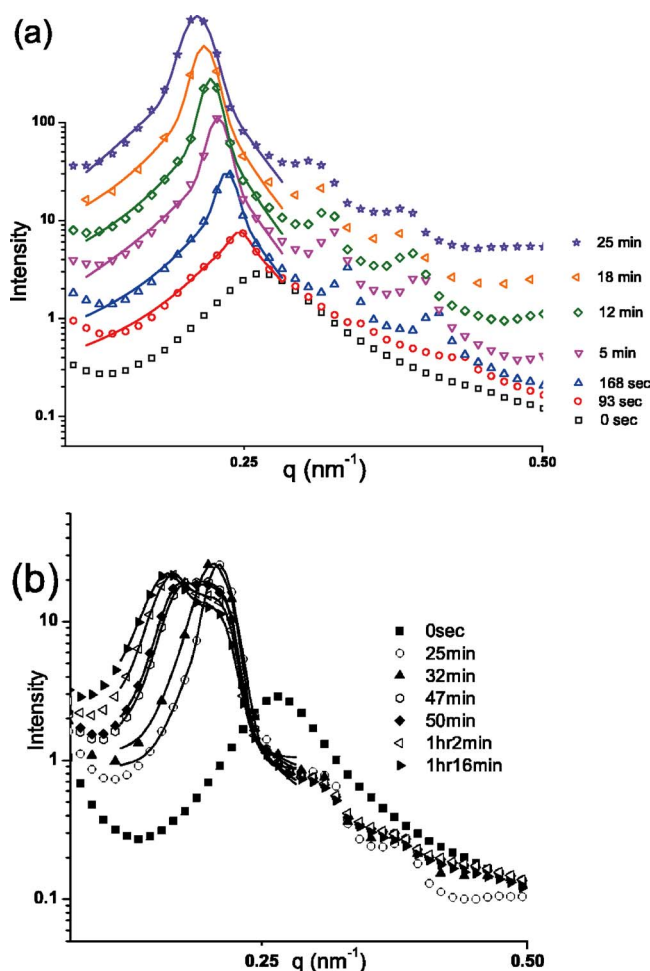 (a)
Intensity
100
10
1
0.1
0.25
0.50
q (nm⁻¹)
25 min
18 min
12 min
5 min
168 sec
93 sec
0 sec
(b)
Intensity
10
1
0.1
0.25
0.50
q (nm⁻¹)
0sec
25min
32min
47min
50min
1hr2min
1hr16min